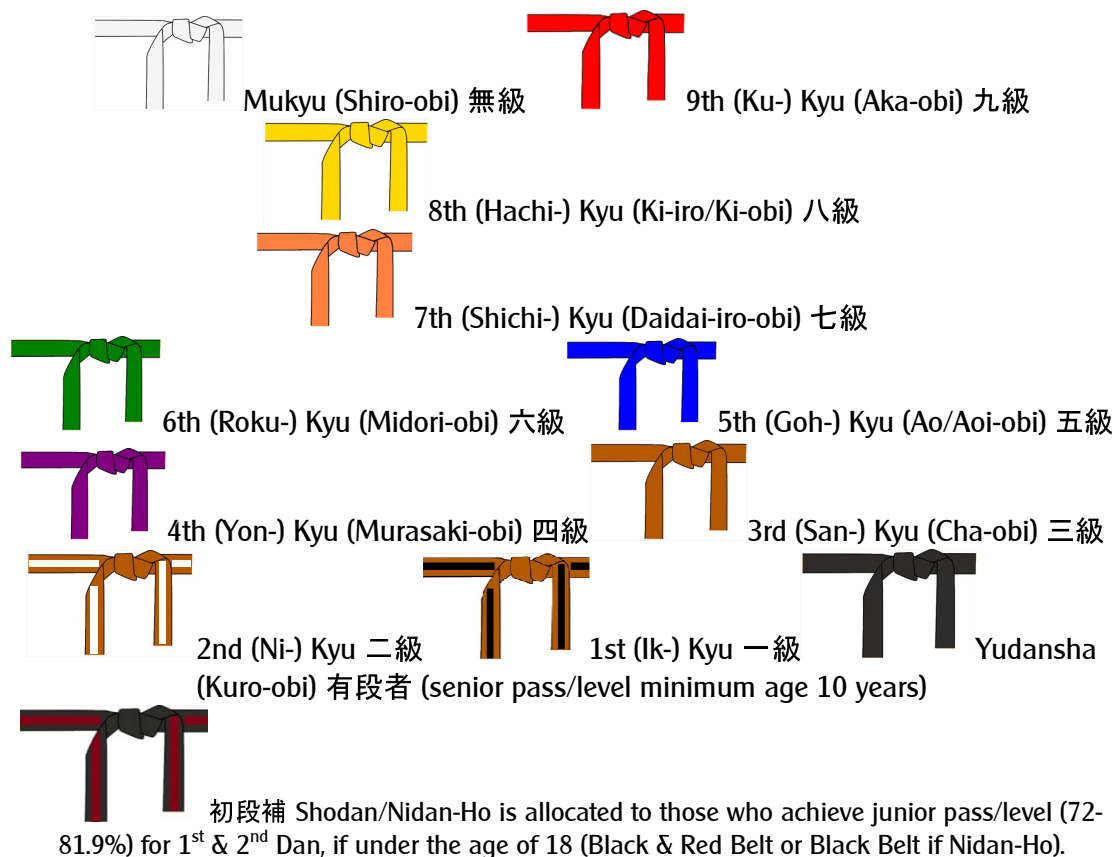 Mukyu (Shiro-obi) 無級 9th (Ku-) Kyu (Aka-obi) 九級
8th (Hachi-) Kyu (Ki-iro/Ki-obi) 八級
7th (Shichi-) Kyu (Daidai-iro-obi) 七級
6th (Roku-) Kyu (Midori-obi) 六級 5th (Goh-) Kyu (Ao/Aoi-obi) 五級
4th (Yon-) Kyu (Murasaki-obi) 四級 3rd (San-) Kyu (Cha-obi) 三級
2nd (Ni-) Kyu 二級 1st (Ik-) Kyu 一級 Yudansha
(Kuro-obi) 有段者 (senior pass/level minimum age 10 years)
初段補 Shodan/Nidan-Ho is allocated to those who achieve junior pass/level (72-
81.9%) for 1st & 2nd Dan, if under the age of 18 (Black & Red Belt or Black Belt if Nidan-Ho).